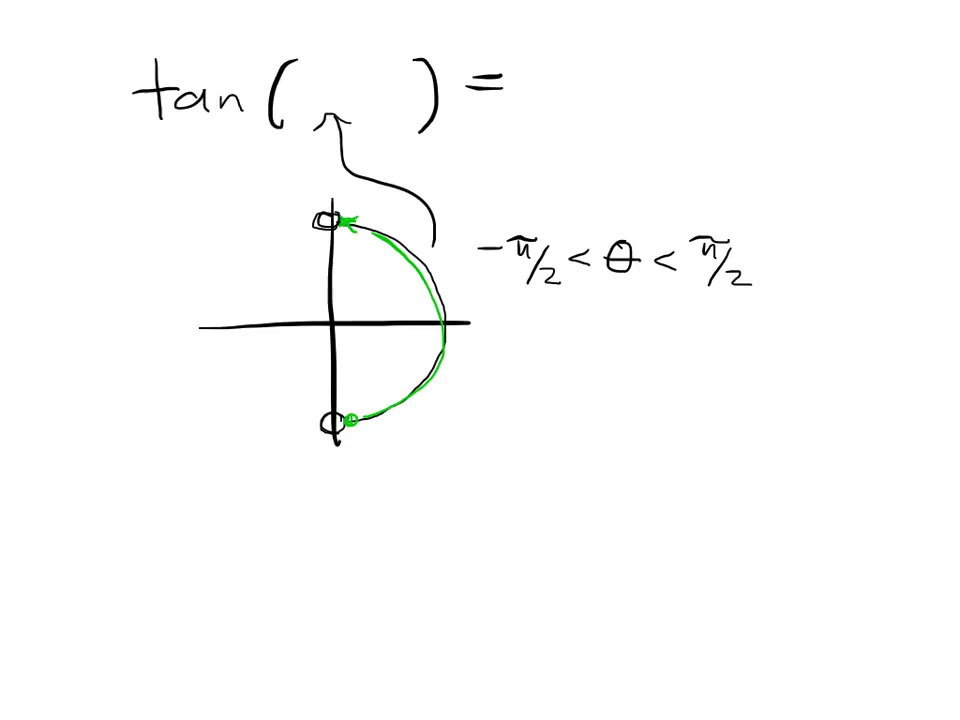 tan( ) =
-π/2 < θ < π/2